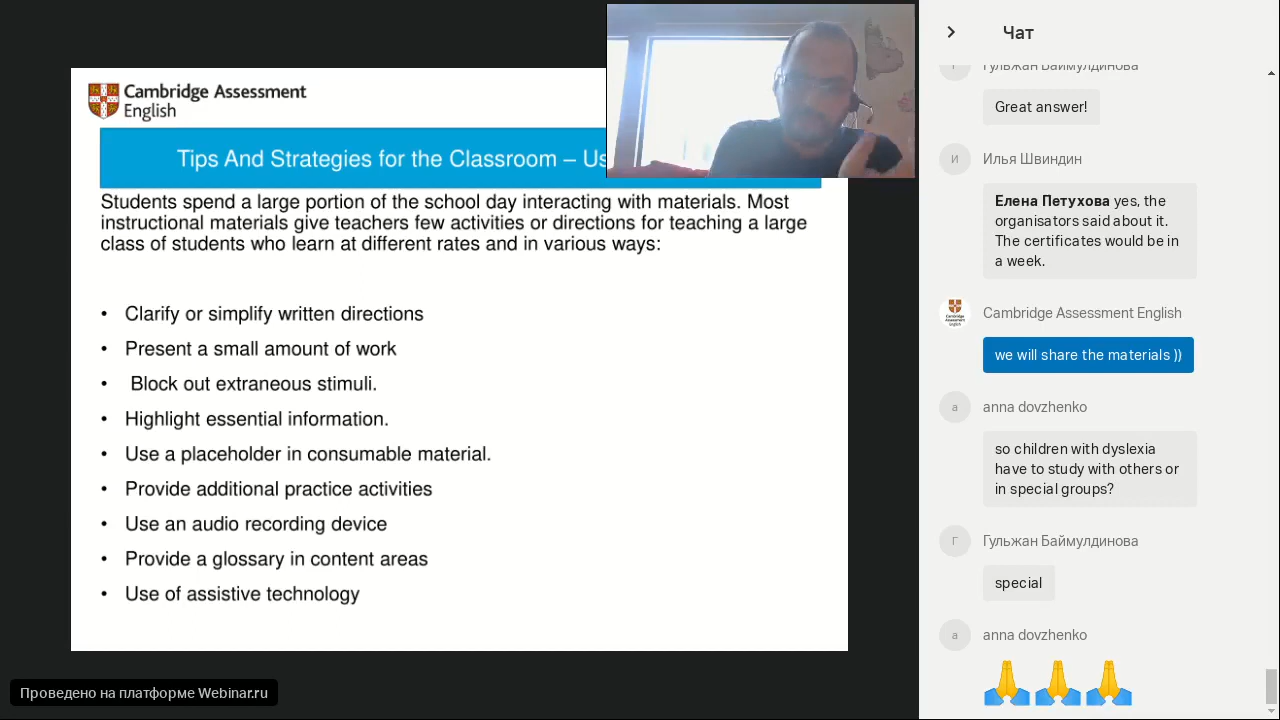 Cambridge Assessment
English
Tips And Strategies for the Classroom – Us
Students spend a large portion of the school day interacting with materials. Most
instructional materials give teachers few activities or directions for teaching a large
class of students who learn at different rates and in various ways:
• Clarify or simplify written directions
• Present a small amount of work
• Block out extraneous stimuli.
• Highlight essential information.
• Use a placeholder in consumable material.
• Provide additional practice activities
• Use an audio recording device
• Provide a glossary in content areas
• Use of assistive technology
Проведено на платформе Webinar.ru
Чат
Г
Гульжан Баймулдинова
Great answer!
И
Илья Швиндин
Елена Петухова yes, the
organisators said about it.
The certificates would be in
a week.
Cambridge Assessment English
we will share the materials ))
a
anna dovzhenko
so children with dyslexia
have to study with others or
in special groups?
Г
Гульжан Баймулдинова
special
a
anna dovzhenko